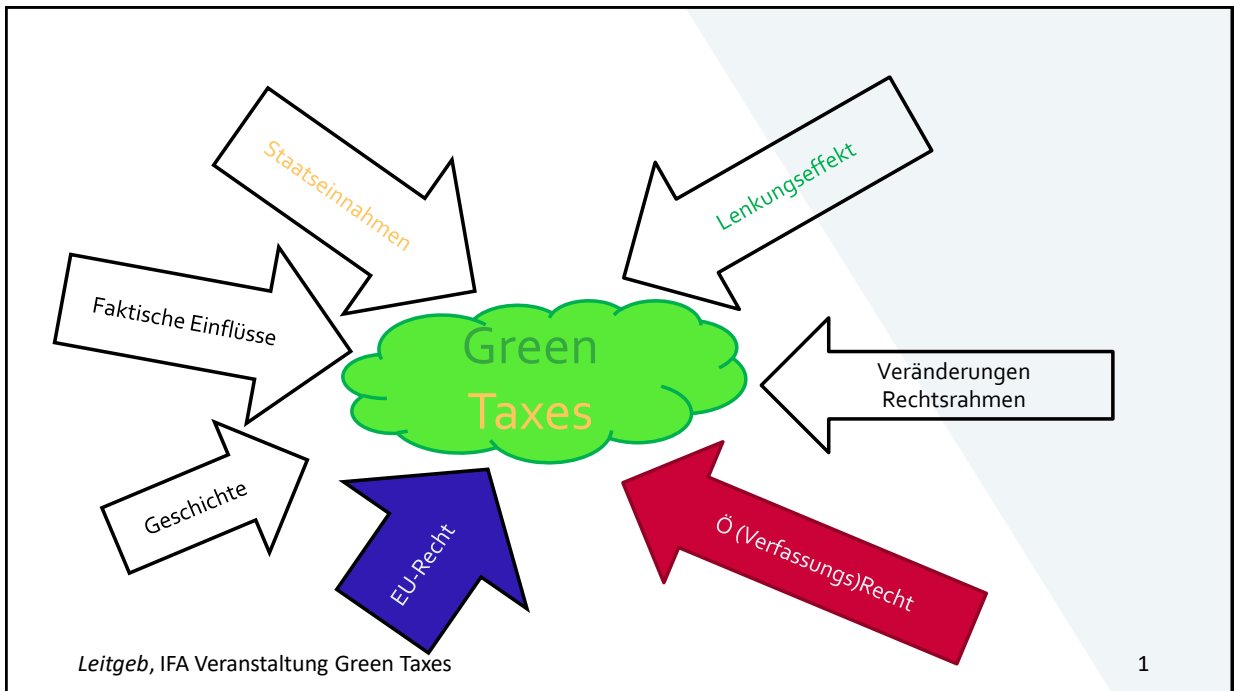 Staatseinnahmen
Lenkungseffekt
Faktische Einflüsse
Green
Taxes
Veränderungen
Rechtsrahmen
Geschichte
EU-Recht
Ö (Verfassungs)Recht
Leitgeb, IFA Veranstaltung Green Taxes
1